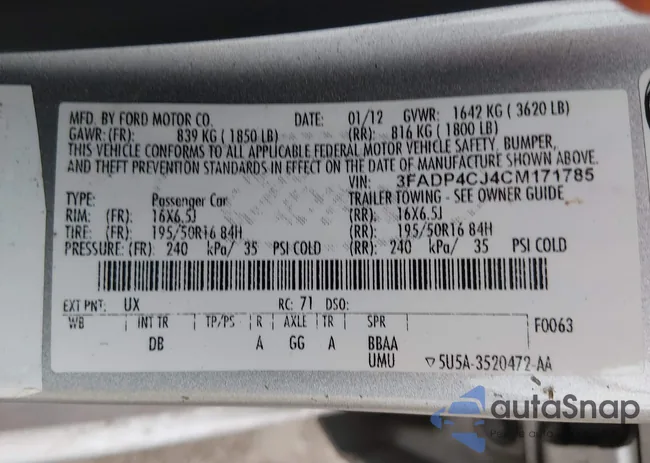 MFD. BY FORD MOTOR CO. DATE: 01/12 GVWR: 1642 KG ( 3620 LB)
GAWR: (FR): 839 KG ( 1850 LB) (RR): 816 KG ( 1800 LB)
THIS VEHICLE CONFORMS TO ALL APPLICABLE FEDERAL MOTOR VEHICLE SAFETY, BUMPER,
AND THEFT PREVENTION STANDARDS IN EFFECT ON THE DATE OF MANUFACTURE SHOWN ABOVE.
VIN: 3FADP4CJ4CM171785
TYPE: Passenger Car TRAILER TOWING - SEE OWNER GUIDE
RIM: (FR): 16X6.5J (RR): 16X6.5J
TIRE: (FR): 195/50R16 84H (RR): 195/50R16 84H
PRESSURE: (FR): 240 kPa/ 35 PSI COLD (RR): 240 kPa/ 35 PSI COLD
EXT PNT: UX RC: 71 DSO:
WB INT TR TP/PS R AXLE TR SPR F0063
DB A GG A BBAA
UMU ▽5U5A-3520472-AA
autoSnap